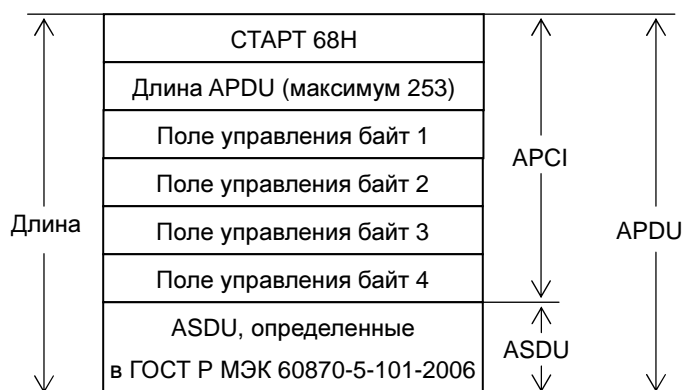 СТАРТ 68H
Длина APDU (максимум 253)
Поле управления байт 1
Поле управления байт 2
Поле управления байт 3
Поле управления байт 4
ASDU, определенные
в ГОСТ Р МЭК 60870-5-101-2006
Длина
APCI
ASDU
APDU